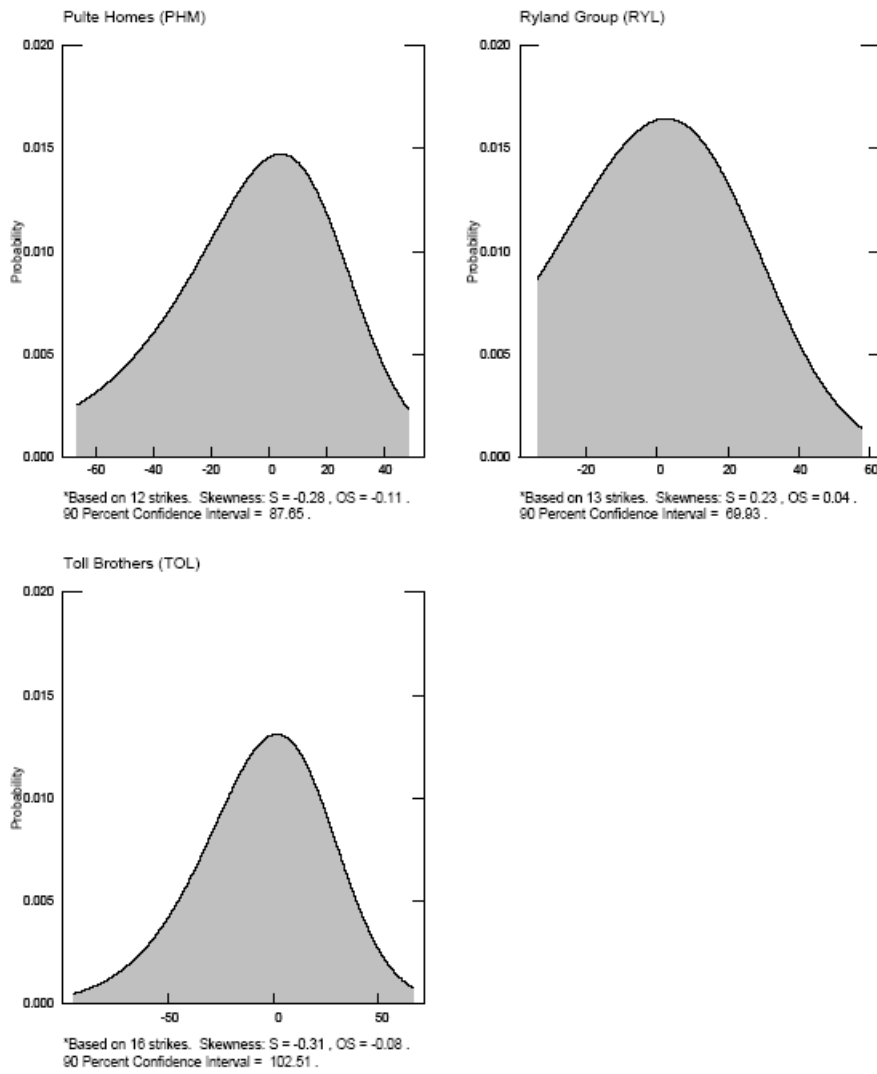 Pulte Homes (PHM)
0.020
0.015
0.010
0.005
0.000
Probability
-60 -40 -20 0 20 40
*Based on 12 strikes. Skewness: S = -0.28 , OS = -0.11 .
90 Percent Confidence Interval = 87.65 .
Ryland Group (RYL)
0.020
0.015
0.010
0.005
0.000
Probability
-20 0 20 40 60
*Based on 13 strikes. Skewness: S = 0.23 , OS = 0.04 .
90 Percent Confidence Interval = 69.93 .
Toll Brothers (TOL)
0.020
0.015
0.010
0.005
0.000
Probability
-50 0 50
*Based on 16 strikes. Skewness: S = -0.31 , OS = -0.08 .
90 Percent Confidence Interval = 102.51 .